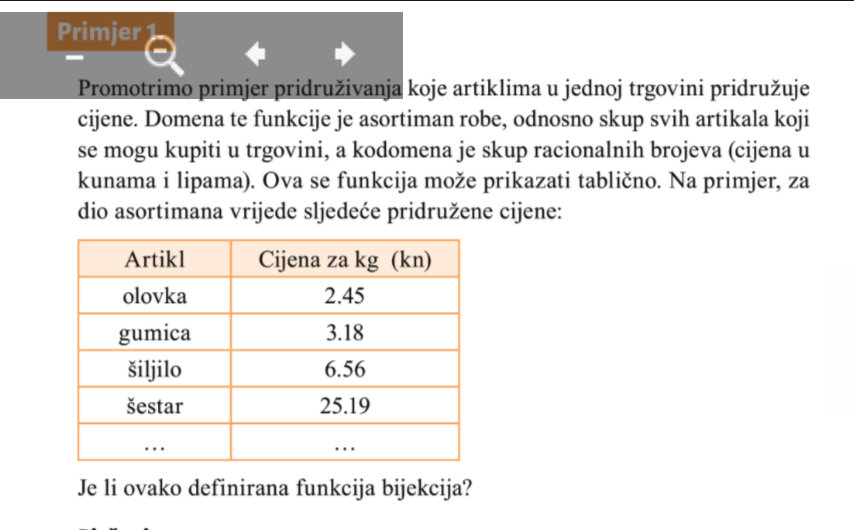 Primjer 1.
Promotrimo primjer pridruživanja koje artiklima u jednoj trgovini pridružuje
cijene. Domena te funkcije je asortiman robe, odnosno skup svih artikala koji
se mogu kupiti u trgovini, a kodomena je skup racionalnih brojeva (cijena u
kunama i lipama). Ova se funkcija može prikazati tablično. Na primjer, za
dio asortimana vrijede sljedeće pridružene cijene:
Artikl Cijena za kg (kn)
olovka 2.45
gumica 3.18
šiljilo 6.56
šestar 25.19
... ...
Je li ovako definirana funkcija bijekcija?